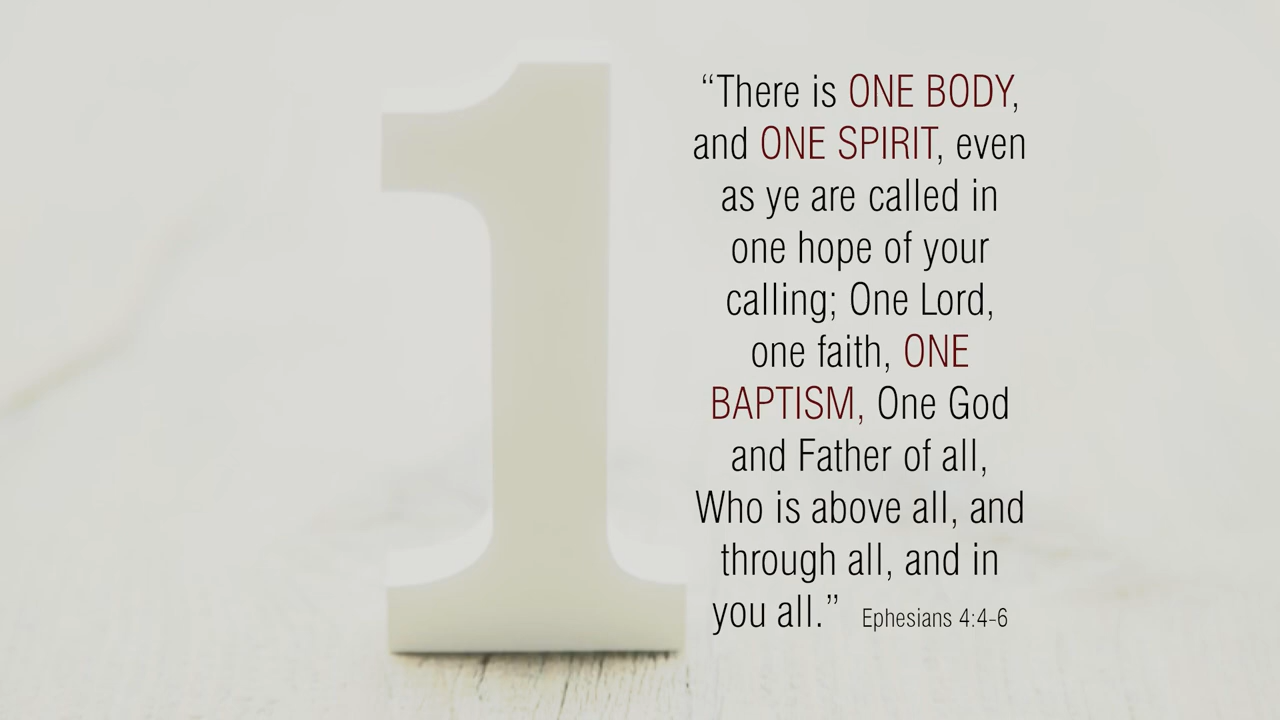 1
“There is ONE BODY,
and ONE SPIRIT, even
as ye are called in
one hope of your
calling; One Lord,
one faith, ONE
BAPTISM, One God
and Father of all,
Who is above all, and
through all, and in
you all.” Ephesians 4:4-6